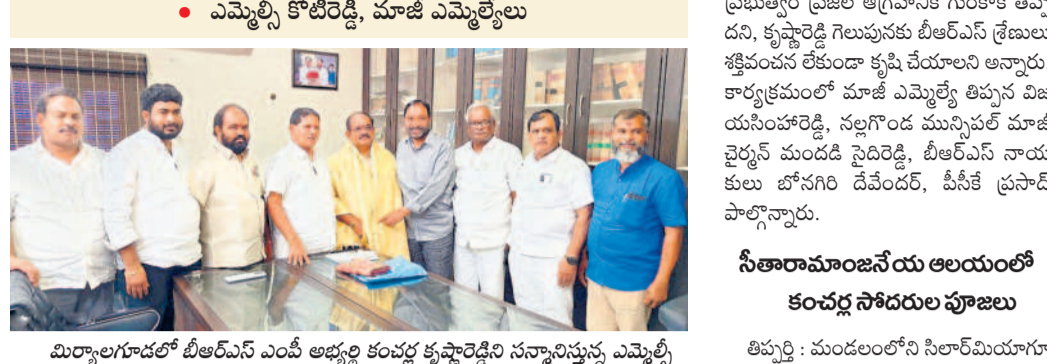 • ఎమ్మెల్సీ కోటిరెడ్డి, మాజీ ఎమ్మెల్యేలు
మిర్యాలగూడలో బీఆర్ఎస్ ఎంపీ అభ్యర్థి కంచర్ల కృష్ణారెడ్డిని సన్మానిస్తున్న ఎమ్మెల్సీ
ప్రభుత్వం ప్రజల ఆగ్రహానికి గురికాక తప్ప
దని, కృష్ణారెడ్డి గెలుపునకు బీఆర్ఎస్ శ్రేణులు
శక్తివంచన లేకుండా కృషి చేయాలని అన్నారు.
కార్యక్రమంలో మాజీ ఎమ్మెల్యే తిప్పన విజ
యసింహారెడ్డి, నల్లగొండ మున్సిపల్ మాజీ
చైర్మన్ మందడి సైదిరెడ్డి, బీఆర్ఎస్ నాయ
కులు బోనగిరి దేవేందర్, పీసీకే ప్రసాద్
పాల్గొన్నారు.
సీతారామాంజనేయ ఆలయంలో
కంచర్ల సోదరుల పూజలు
తిప్పర్తి : మండలంలోని సిలార్‌మియాగూ